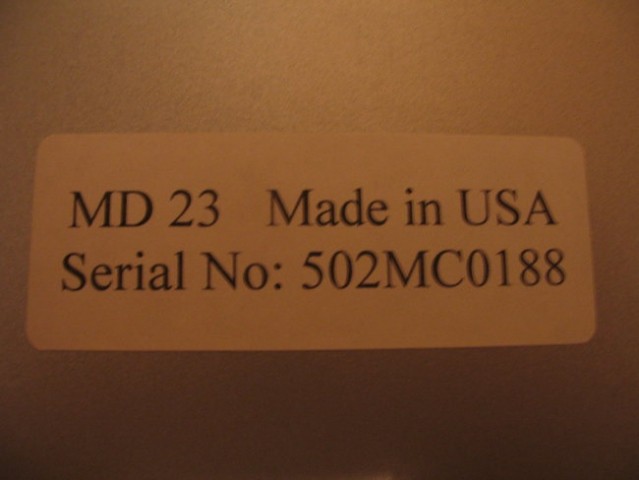 MD 23 Made in USA
Serial No: 502MC0188